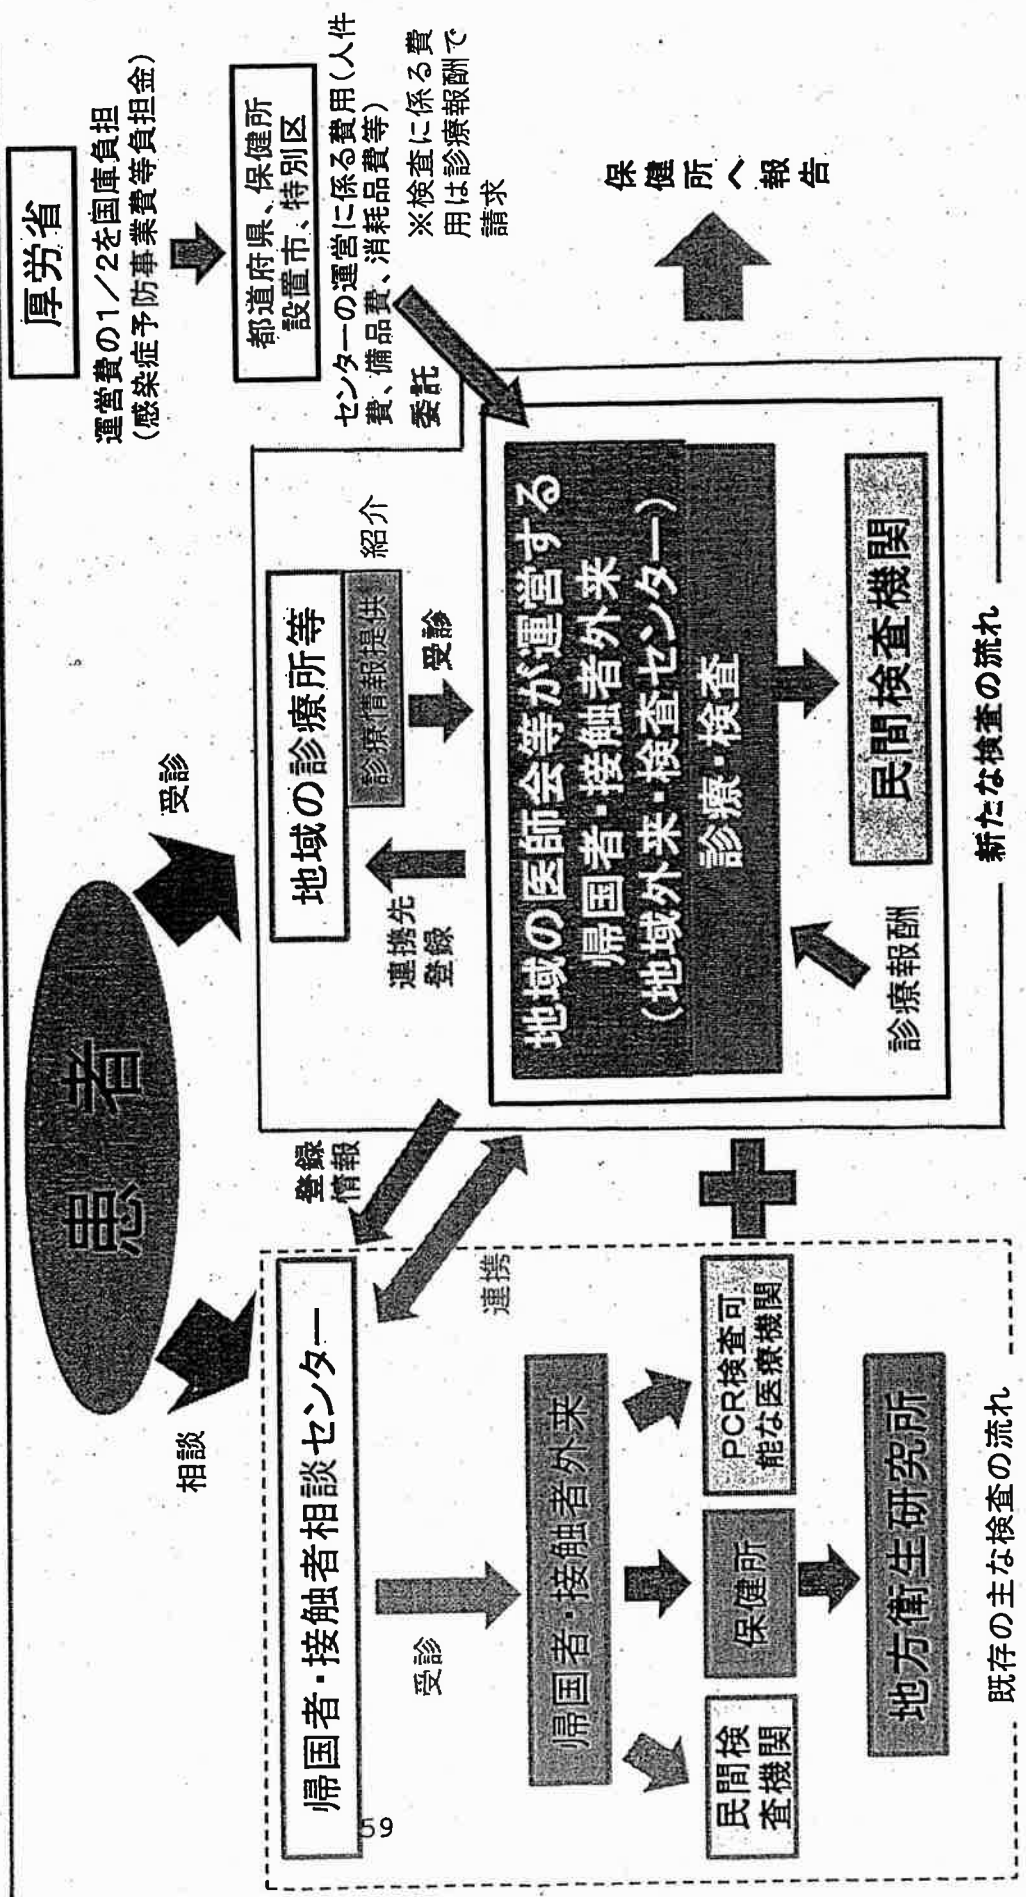 患者
相談
受診
厚労省
運営費の1/2を国庫負担
(感染症予防事業費等負担金)
都道府県、保健所
設置市、特別区
センターの運営に係る費用(人件
費、備品費、消耗品費等)
委託
※検査に係る費
用は診療報酬で
請求
帰国者・接触者相談センター
受診
帰国者・接触者外来
民間検
査機関
保健所
PCR検査可
能な医療機関
地方衛生研究所
既存の主な検査の流れ
登録
情報
連携
地域の診療所等
診療情報提供
紹介
連携先
登録
受診
地域の医師会等が運営する
帰国者・接触者外来
(地域外来・検査センター)
診療・検査
診療報酬
民間検査機関
新たな検査の流れ
保健所へ報告
59